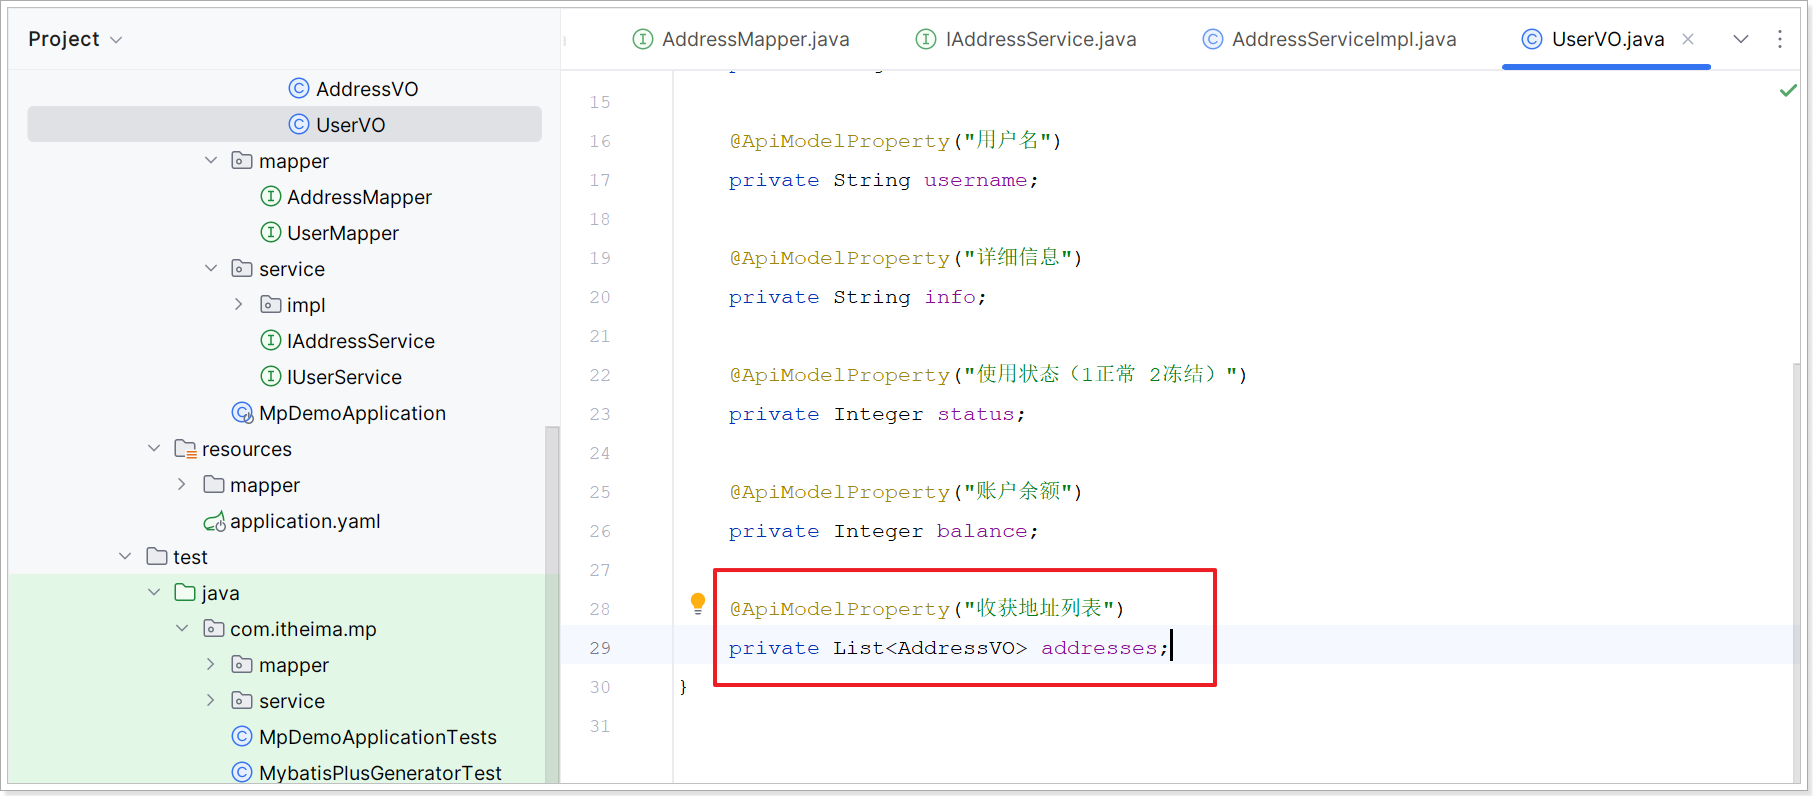 Project
AddressMapper.java
IAddressService.java
AddressServiceImpl.java
UserVO.java
AddressVO
UserVO
mapper
AddressMapper
UserMapper
service
impl
IAddressService
IUserService
MpDemoApplication
resources
mapper
application.yaml
test
java
com.itheima.mp
mapper
service
MpDemoApplicationTests
MybatisPlusGeneratorTest
15
16 @ApiModelProperty("用户名")
17 private String username;
18
19 @ApiModelProperty("详细信息")
20 private String info;
21
22 @ApiModelProperty("使用状态（1正常 2冻结）")
23 private Integer status;
24
25 @ApiModelProperty("账户余额")
26 private Integer balance;
27
28 @ApiModelProperty("收获地址列表")
29 private List<AddressVO> addresses;
30 }
31